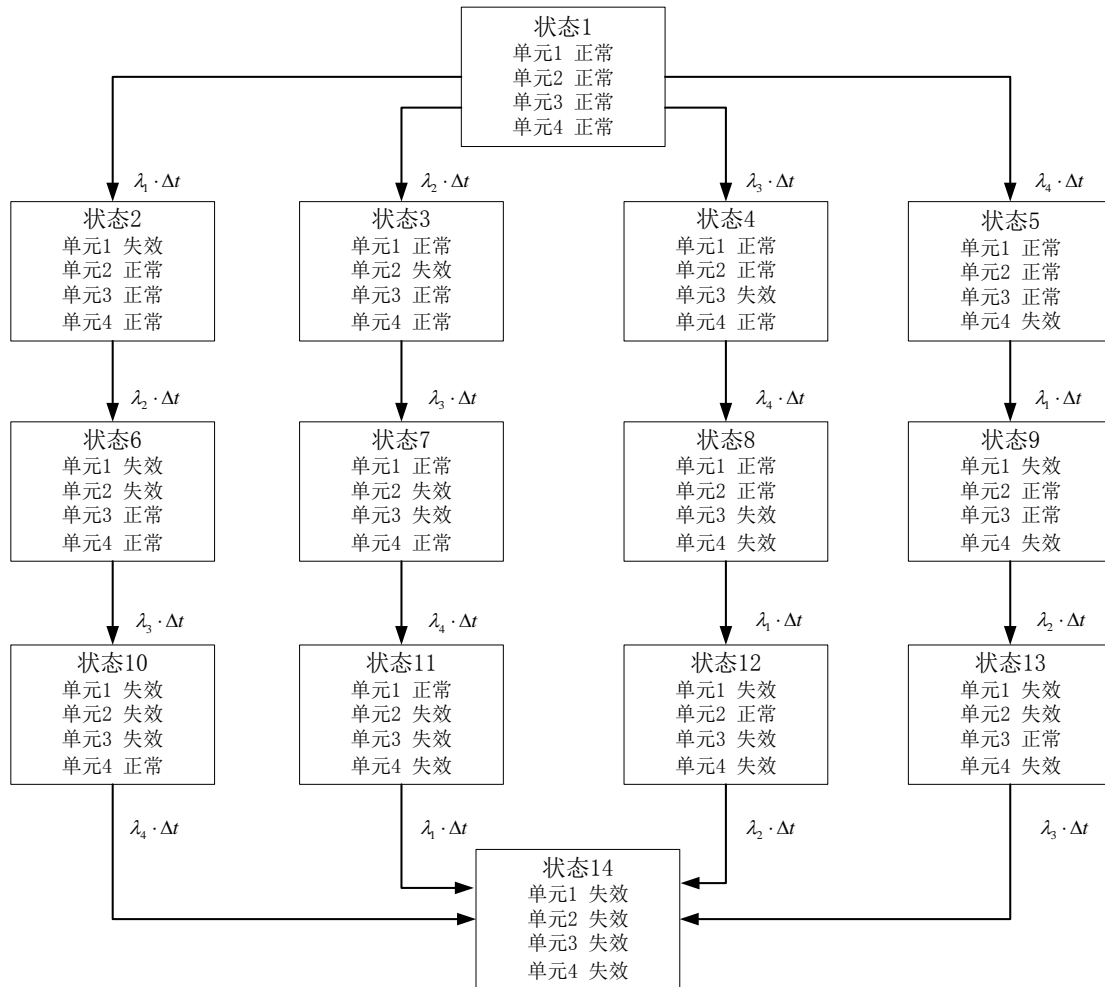 状态1
单元1 正常
单元2 正常
单元3 正常
单元4 正常
λ₁·Δt
λ₂·Δt
λ₃·Δt
λ₄·Δt
状态2
单元1 失效
单元2 正常
单元3 正常
单元4 正常
状态3
单元1 正常
单元2 失效
单元3 正常
单元4 正常
状态4
单元1 正常
单元2 正常
单元3 失效
单元4 正常
状态5
单元1 正常
单元2 正常
单元3 正常
单元4 失效
λ₂·Δt
λ₃·Δt
λ₄·Δt
λ₁·Δt
状态6
单元1 失效
单元2 失效
单元3 正常
单元4 正常
状态7
单元1 正常
单元2 失效
单元3 失效
单元4 正常
状态8
单元1 正常
单元2 正常
单元3 失效
单元4 失效
状态9
单元1 失效
单元2 正常
单元3 正常
单元4 失效
λ₃·Δt
λ₄·Δt
λ₁·Δt
λ₂·Δt
状态10
单元1 失效
单元2 失效
单元3 失效
单元4 正常
状态11
单元1 正常
单元2 失效
单元3 失效
单元4 失效
状态12
单元1 失效
单元2 正常
单元3 失效
单元4 失效
状态13
单元1 失效
单元2 失效
单元3 正常
单元4 失效
λ₄·Δt
λ₁·Δt
λ₂·Δt
λ₃·Δt
状态14
单元1 失效
单元2 失效
单元3 失效
单元4 失效